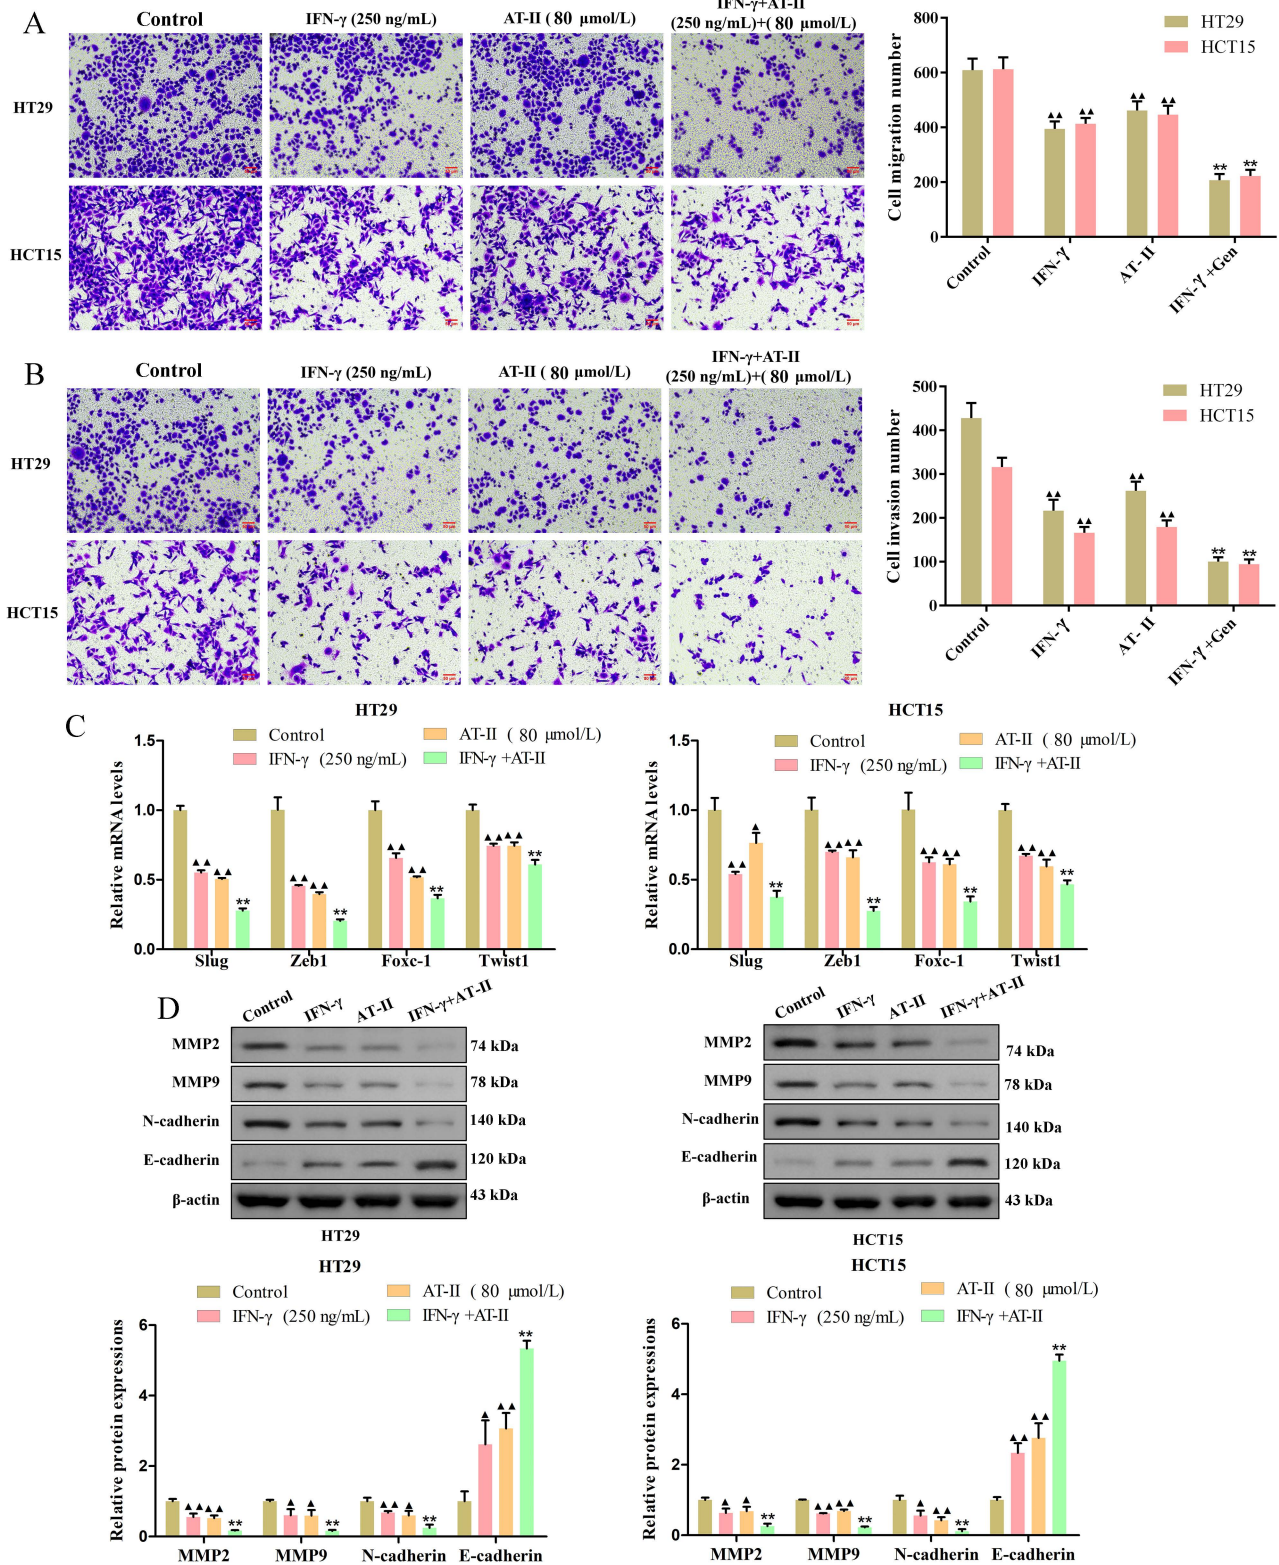 A
Control
IFN-γ (250 ng/mL)
AT-II ( 80 μmol/L)
IFN-γ+AT-II
(250 ng/mL)+( 80 μmol/L)
HT29
HCT15
Cell migration number
800
600
400
200
0
HT29
HCT15
▲▲ ▲▲ ▲▲ ▲▲ ** **
Control
IFN-γ
AT-II
IFN-γ+Gen
B
Control
IFN-γ (250 ng/mL)
AT-II ( 80 μmol/L)
IFN-γ+AT-II
(250 ng/mL)+( 80 μmol/L)
HT29
HCT15
Cell invasion number
500
400
300
200
100
0
HT29
HCT15
▲▲ ▲▲ ▲▲ ▲▲ ** **
Control
IFN-γ
AT-II
IFN-γ+Gen
C
HT29
Control
IFN-γ (250 ng/mL)
AT-II ( 80 μmol/L)
IFN-γ +AT-II
Relative mRNA levels
1.5
1.0
0.5
0.0
▲▲ ▲▲ ** ▲▲ ▲▲ ** ▲▲ ▲▲ ** ▲▲ ▲▲ **
Slug Zeb1 Foxc-1 Twist1
HCT15
Control
IFN-γ (250 ng/mL)
AT-II ( 80 μmol/L)
IFN-γ +AT-II
Relative mRNA levels
1.5
1.0
0.5
0.0
▲▲ ▲ ** ▲▲ ▲▲ ** ▲▲ ▲▲ ** ▲▲ ▲▲ **
Slug Zeb1 Foxc-1 Twist1
D
Control IFN-γ AT-II IFN-γ+AT-II
MMP2 74 kDa
MMP9 78 kDa
N-cadherin 140 kDa
E-cadherin 120 kDa
β-actin 43 kDa
HT29
Control IFN-γ AT-II IFN-γ+AT-II
MMP2 74 kDa
MMP9 78 kDa
N-cadherin 140 kDa
E-cadherin 120 kDa
β-actin 43 kDa
HCT15
HT29
Control
IFN-γ (250 ng/mL)
AT-II ( 80 μmol/L)
IFN-γ +AT-II
Relative protein expressions
6
4
2
0
▲▲ ▲▲ ** ▲ ▲ ** ▲▲ ▲ ** ▲ ▲▲ **
MMP2 MMP9 N-cadherin E-cadherin
HCT15
Control
IFN-γ (250 ng/mL)
AT-II ( 80 μmol/L)
IFN-γ +AT-II
Relative protein expressions
6
4
2
0
▲ ▲ ** ▲▲ ▲▲ ** ▲ ▲▲ ** ▲▲ ▲▲ **
MMP2 MMP9 N-cadherin E-cadherin